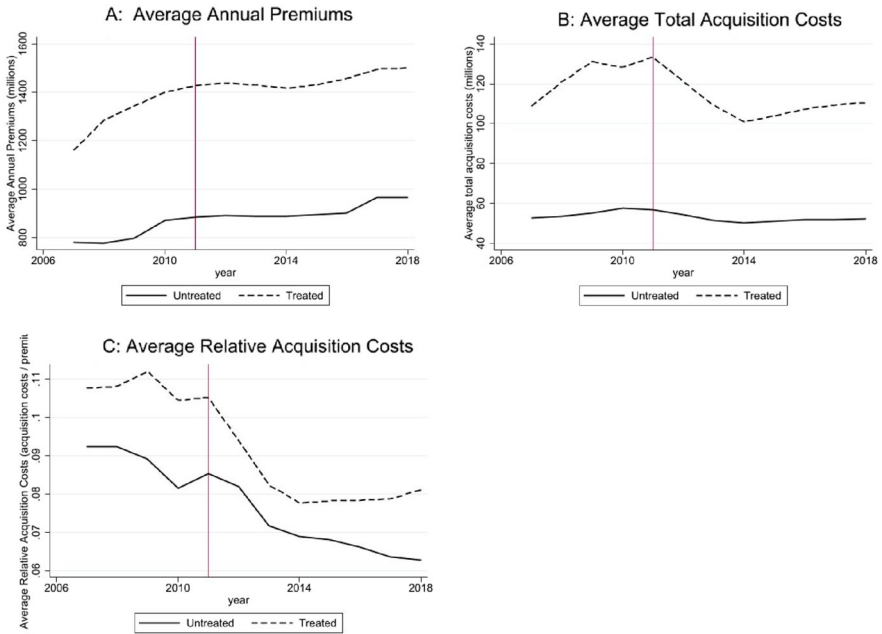 A: Average Annual Premiums
Average Annual Premiums (millions)
1600
1400
1200
1000
800
2006
2010
2014
2018
year
Untreated
Treated
B: Average Total Acquisition Costs
Average total acquisition costs (millions)
140
120
100
80
60
40
2006
2010
2014
2018
year
Untreated
Treated
C: Average Relative Acquisition Costs
Average Relative Acquisition Costs (acquisition costs / premi
.11
.1
.09
.08
.07
.06
2006
2010
2014
2018
year
Untreated
Treated